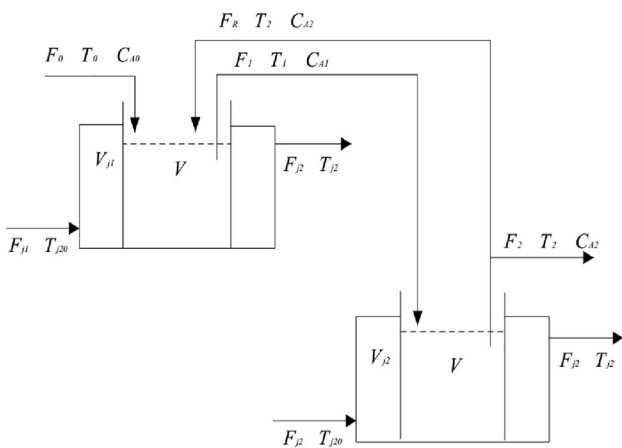 F_R T_2 C_A2
F_0 T_0 C_A0
F_1 T_1 C_A1
V_j1
V
F_j2 T_j2
F_j1 T_j20
F_2 T_2 C_A2
V_j2
V
F_j2 T_j2
F_j2 T_j20